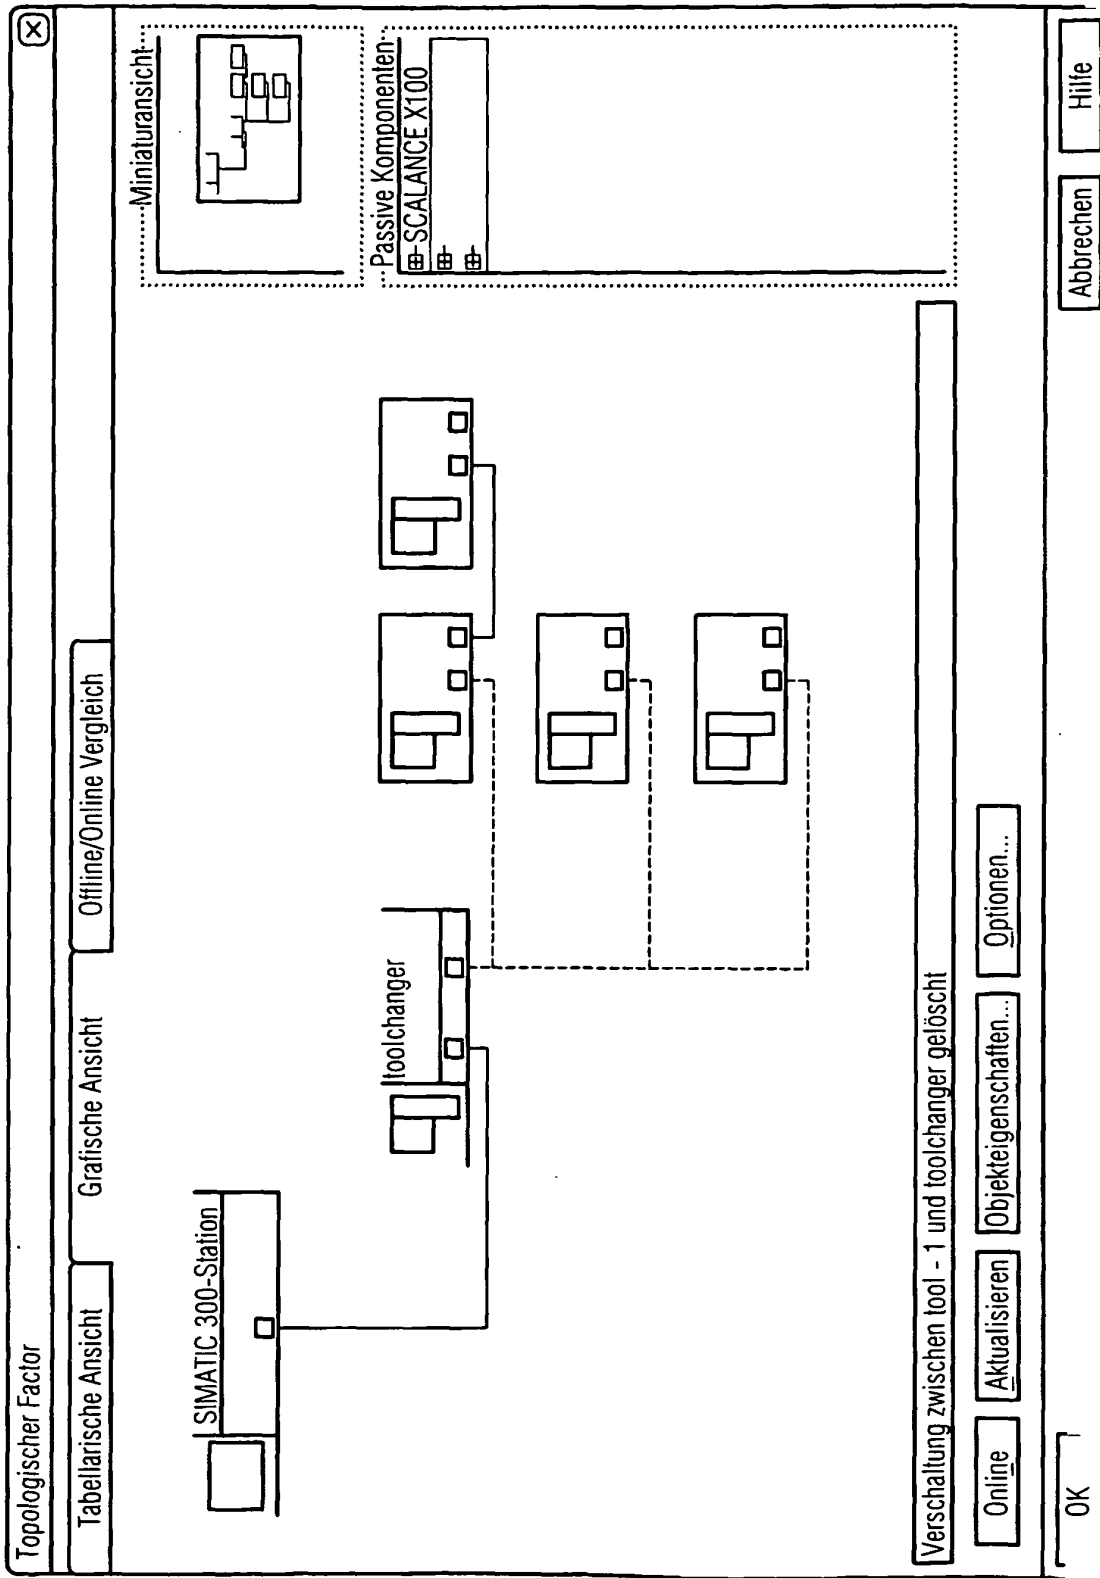 Topologischer Factor
Tabellarische Ansicht
Grafische Ansicht
Offline/Online Vergleich
Miniaturansicht
SIMATIC 300-Station
toolchanger
Passive Komponenten
SCALANCE X100
Verschaltung zwischen tool - 1 und toolchanger gelöscht
Online
Aktualisieren
Objekteigenschaften...
Optionen...
OK
Abbrechen
Hilfe